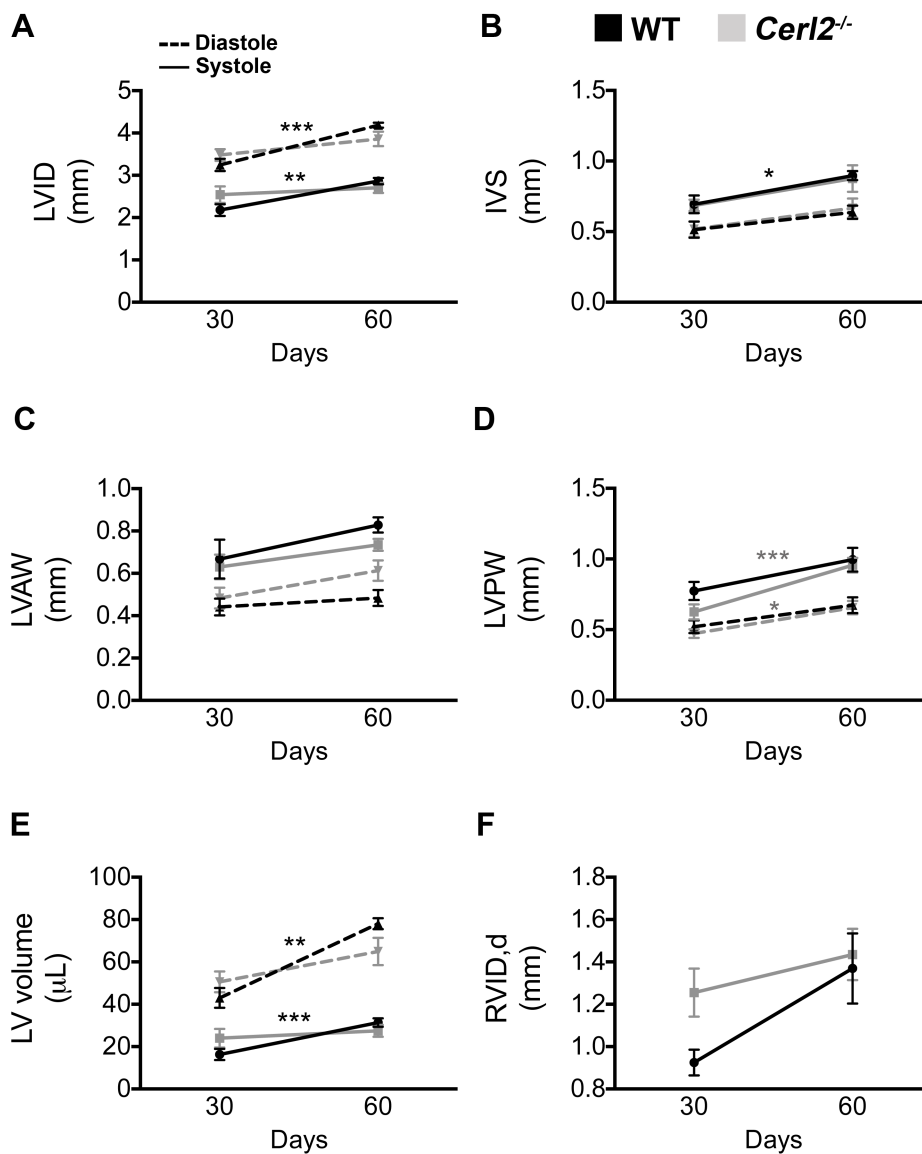 A
B
WT
Cerl2-/-
Diastole
Systole
5
4
3
2
1
0
LVID
(mm)
***
**
30
60
Days
1.5
1.0
0.5
0.0
IVS
(mm)
*
30
60
Days
C
D
1.0
0.8
0.6
0.4
0.2
0.0
LVAW
(mm)
30
60
Days
1.5
1.0
0.5
0.0
LVPW
(mm)
***
*
30
60
Days
E
F
100
80
60
40
20
0
LV volume
(µL)
**
***
30
60
Days
1.8
1.6
1.4
1.2
1.0
0.8
RVID,d
(mm)
30
60
Days